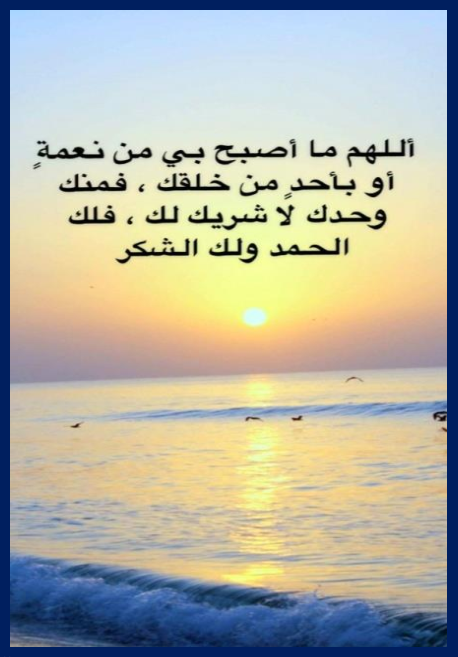 أللهم ما أصبح بي من نعمةٍ
أو بأحدٍ من خلقك ، فمنك
وحدك لا شريك لك ، فلك
الحمد ولك الشكر